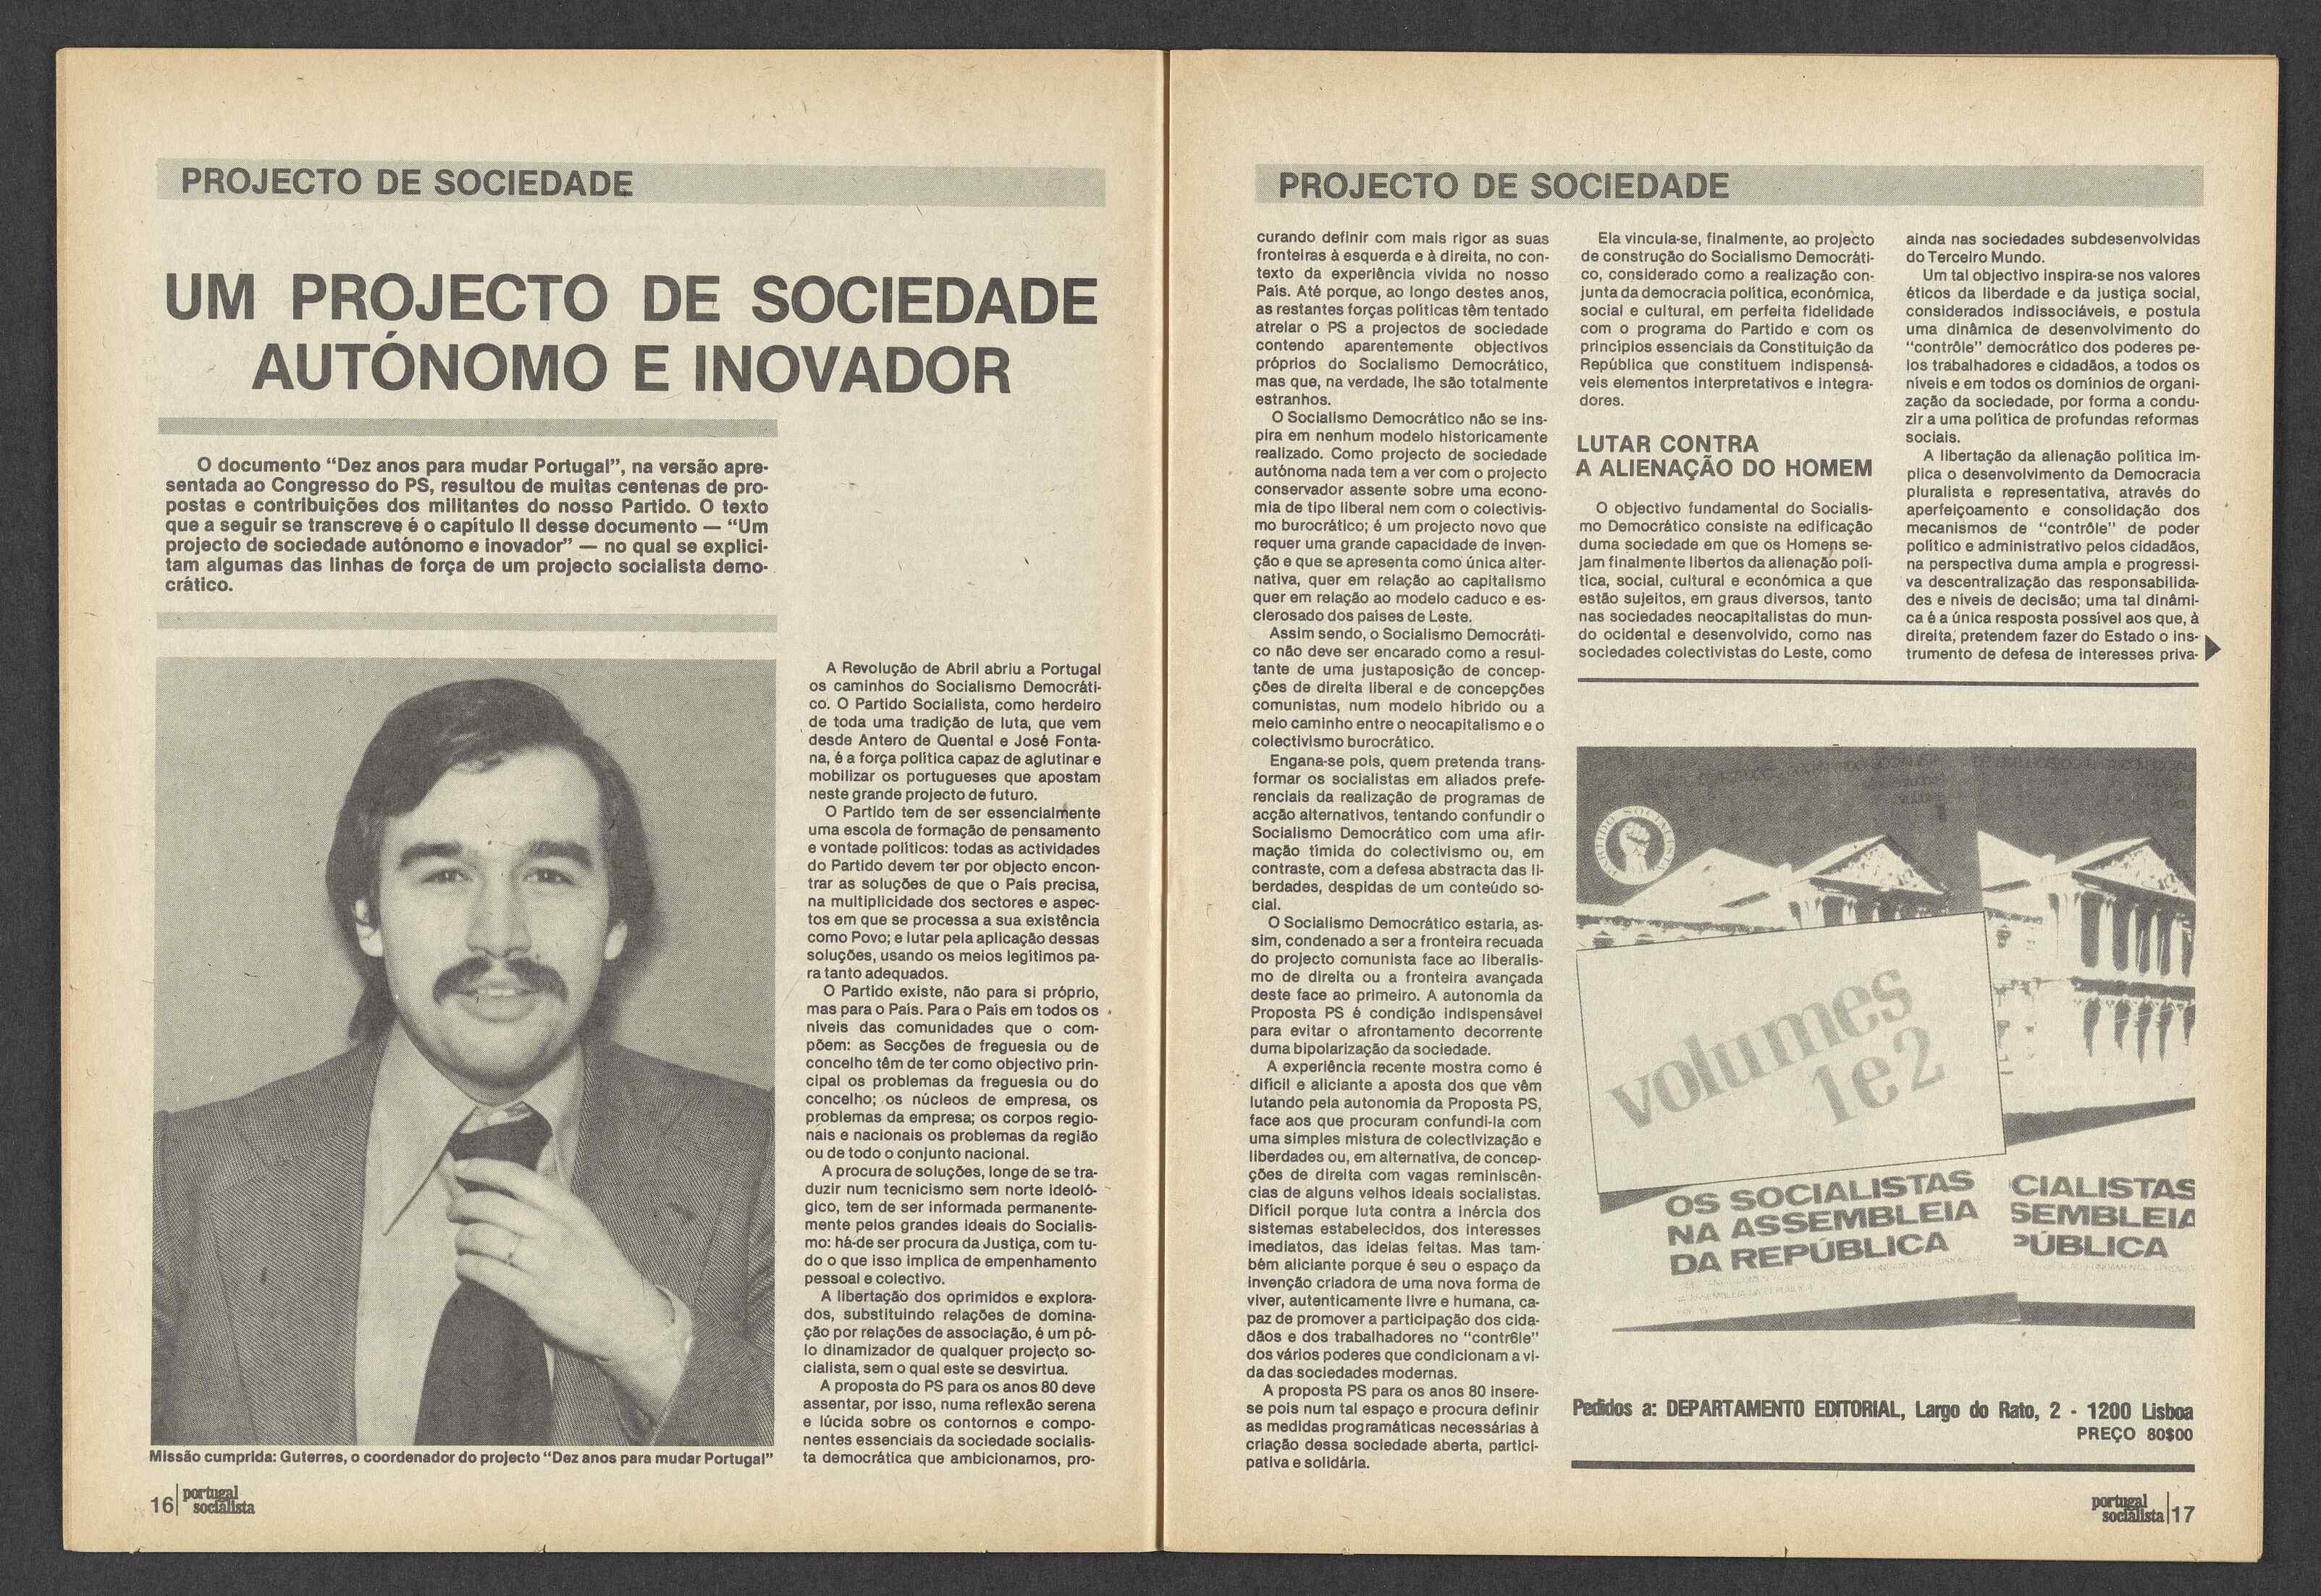 PROJECTO DE SOCIEDADE
UM PROJECTO DE SOCIEDADE
AUTÓNOMO E INOVADOR
O documento “Dez anos para mudar Portugal”, na versão apre-
sentada ao Congresso do PS, resultou de muitas centenas de pro-
postas e contribuições dos militantes do nosso Partido. O texto
que a seguir se transcreve é o capítulo II desse documento — “Um
projecto de sociedade autónomo e inovador” — no qual se explici-
tam algumas das linhas de força de um projecto socialista demo-
crático.
Missão cumprida: Guterres, o coordenador do projecto “Dez anos para mudar Portugal”
A Revolução de Abril abriu a Portugal
os caminhos do Socialismo Democráti-
co. O Partido Socialista, como herdeiro
de toda uma tradição de luta, que vem
desde Antero de Quental e José Fonta-
na, é a força política capaz de aglutinar e
mobilizar os portugueses que apostam
neste grande projecto de futuro.
O Partido tem de ser essencialmente
uma escola de formação de pensamento
e vontade políticos: todas as actividades
do Partido devem ter por objecto encon-
trar as soluções de que o País precisa,
na multiplicidade dos sectores e aspec-
tos em que se processa a sua existência
como Povo; e lutar pela aplicação dessas
soluções, usando os meios legítimos pa-
ra tanto adequados.
O Partido existe, não para si próprio,
mas para o País. Para o País em todos os
níveis das comunidades que o com-
põem: as Secções de freguesia ou de
concelho têm de ter como objectivo prin-
cipal os problemas da freguesia ou do
concelho; os núcleos de empresa, os
problemas da empresa; os corpos regio-
nais e nacionais os problemas da região
ou de todo o conjunto nacional.
A procura de soluções, longe de se tra-
duzir num tecnicismo sem norte ideoló-
gico, tem de ser informada permanente-
mente pelos grandes ideais do Socialis-
mo: há-de ser procura da Justiça, com tu-
do o que isso implica de empenhamento
pessoal e colectivo.
A libertação dos oprimidos e explora-
dos, substituindo relações de domina-
ção por relações de associação, é um pó-
lo dinamizador de qualquer projecto so-
cialista, sem o qual este se desvirtua.
A proposta do PS para os anos 80 deve
assentar, por isso, numa reflexão serena
e lúcida sobre os contornos e compo-
nentes essenciais da sociedade socialis-
ta democrática que ambicionamos, pro-
16 portugal
socialista
PROJECTO DE SOCIEDADE
curando definir com mais rigor as suas
fronteiras à esquerda e à direita, no con-
texto da experiência vivida no nosso
País. Até porque, ao longo destes anos,
as restantes forças políticas têm tentado
atrelar o PS a projectos de sociedade
contendo aparentemente objectivos
próprios do Socialismo Democrático,
mas que, na verdade, lhe são totalmente
estranhos.
O Socialismo Democrático não se ins-
pira em nenhum modelo historicamente
realizado. Como projecto de sociedade
autónoma nada tem a ver com o projecto
conservador assente sobre uma econo-
mia de tipo liberal nem com o colectivis-
mo burocrático; é um projecto novo que
requer uma grande capacidade de inven-
ção e que se apresenta como única alter-
nativa, quer em relação ao capitalismo
quer em relação ao modelo caduco e es-
clerosado dos países de Leste.
Assim sendo, o Socialismo Democráti-
co não deve ser encarado como a resul-
tante de uma justaposição de concep-
ções de direita liberal e de concepções
comunistas, num modelo híbrido ou a
meio caminho entre o neocapitalismo e o
colectivismo burocrático.
Engana-se pois, quem pretenda trans-
formar os socialistas em aliados prefe-
renciais da realização de programas de
acção alternativos, tentando confundir o
Socialismo Democrático com uma afir-
mação tímida do colectivismo ou, em
contraste, com a defesa abstracta das li-
berdades, despidas de um conteúdo so-
cial.
O Socialismo Democrático estaria, as-
sim, condenado a ser a fronteira recuada
do projecto comunista face ao liberalis-
mo de direita ou a fronteira avançada
deste face ao primeiro. A autonomia da
Proposta PS é condição indispensável
para evitar o afrontamento decorrente
duma bipolarização da sociedade.
A experiência recente mostra como é
difícil e aliciante a aposta dos que vêm
lutando pela autonomia da Proposta PS,
face aos que procuram confundi-la com
uma simples mistura de colectivização e
liberdades ou, em alternativa, de concep-
ções de direita com vagas reminiscên-
cias de alguns velhos ideais socialistas.
Difícil porque luta contra a inércia dos
sistemas estabelecidos, dos interesses
imediatos, das ideias feitas. Mas tam-
bém aliciante porque é seu o espaço da
invenção criadora de uma nova forma de
viver, autenticamente livre e humana, ca-
paz de promover a participação dos cida-
dãos e dos trabalhadores no “contrôle”
dos vários poderes que condicionam a vi-
da das sociedades modernas.
A proposta PS para os anos 80 insere-
se pois num tal espaço e procura definir
as medidas programáticas necessárias à
criação dessa sociedade aberta, partici-
pativa e solidária.
Ela vincula-se, finalmente, ao projecto
de construção do Socialismo Democráti-
co, considerado como a realização con-
junta da democracia política, económica,
social e cultural, em perfeita fidelidade
com o programa do Partido e com os
princípios essenciais da Constituição da
República que constituem indispensá-
veis elementos interpretativos e integra-
dores.
LUTAR CONTRA
A ALIENAÇÃO DO HOMEM
O objectivo fundamental do Socialis-
mo Democrático consiste na edificação
duma sociedade em que os Homens se-
jam finalmente libertos da alienação polí-
tica, social, cultural e económica a que
estão sujeitos, em graus diversos, tanto
nas sociedades neocapitalistas do mun-
do ocidental e desenvolvido, como nas
sociedades colectivistas do Leste, como
ainda nas sociedades subdesenvolvidas
do Terceiro Mundo.
Um tal objectivo inspira-se nos valores
éticos da liberdade e da justiça social,
considerados indissociáveis, e postula
uma dinâmica de desenvolvimento do
“contrôle” democrático dos poderes pe-
los trabalhadores e cidadãos, a todos os
níveis e em todos os domínios de organi-
zação da sociedade, por forma a condu-
zir a uma política de profundas reformas
sociais.
A libertação da alienação política im-
plica o desenvolvimento da Democracia
pluralista e representativa, através do
aperfeiçoamento e consolidação dos
mecanismos de “contrôle” de poder
político e administrativo pelos cidadãos,
na perspectiva duma ampla e progressi-
va descentralização das responsabilida-
des e níveis de decisão; uma tal dinâmi-
ca é a única resposta possível aos que, à
direita, pretendem fazer do Estado o ins-
trumento de defesa de interesses priva-
PARTIDO SOCIALISTA
volumes
1e2
OS SOCIALISTAS
NA ASSEMBLEIA
DA REPÚBLICA
CIALISTAS
SEMBLEIA
PÚBLICA
Pedidos a: DEPARTAMENTO EDITORIAL, Largo do Rato, 2 - 1200 Lisboa
PREÇO 80$00
portugal
socialista 17